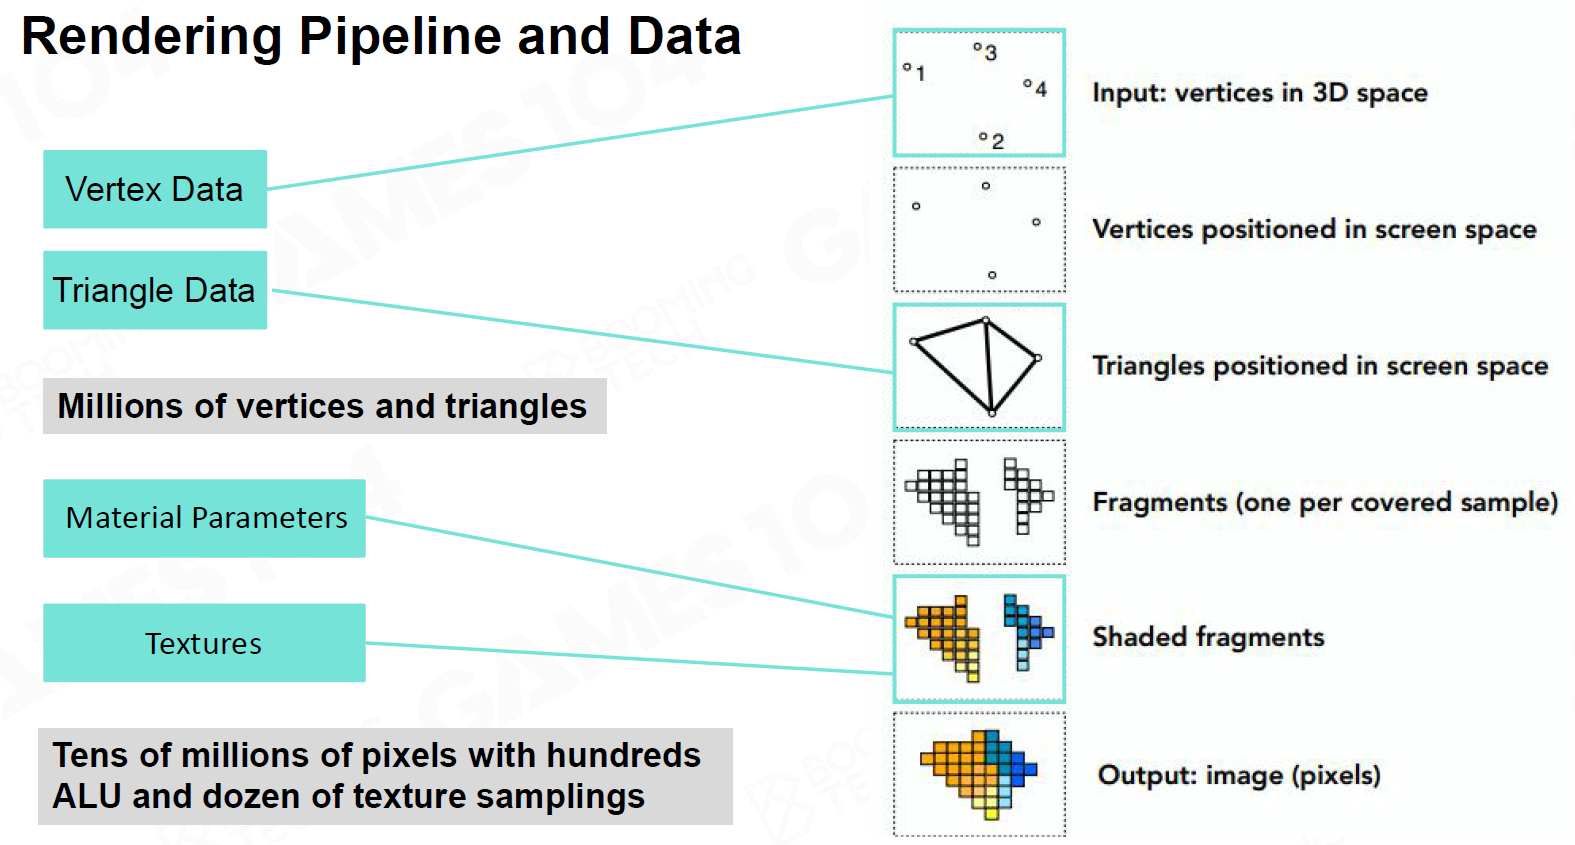 Rendering Pipeline and Data
Vertex Data
Triangle Data
Millions of vertices and triangles
Material Parameters
Textures
Tens of millions of pixels with hundreds
ALU and dozen of texture samplings
1
3
4
2
Input: vertices in 3D space
Vertices positioned in screen space
Triangles positioned in screen space
Fragments (one per covered sample)
Shaded fragments
Output: image (pixels)
GAMES104
BOOMING
TECH